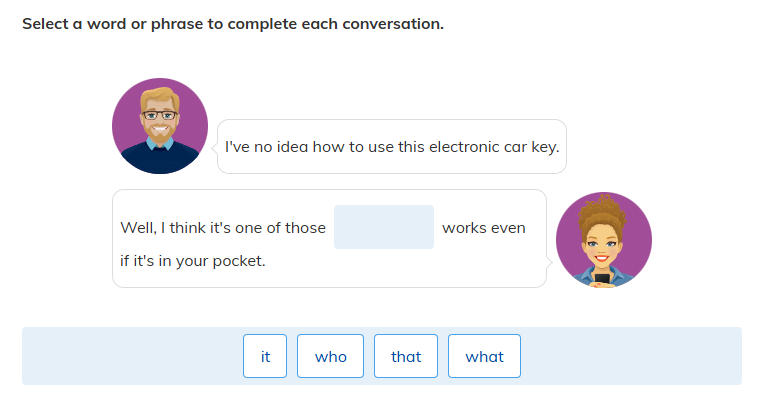 Select a word or phrase to complete each conversation.
I've no idea how to use this electronic car key.
Well, I think it's one of those works even
if it's in your pocket.
it who that what